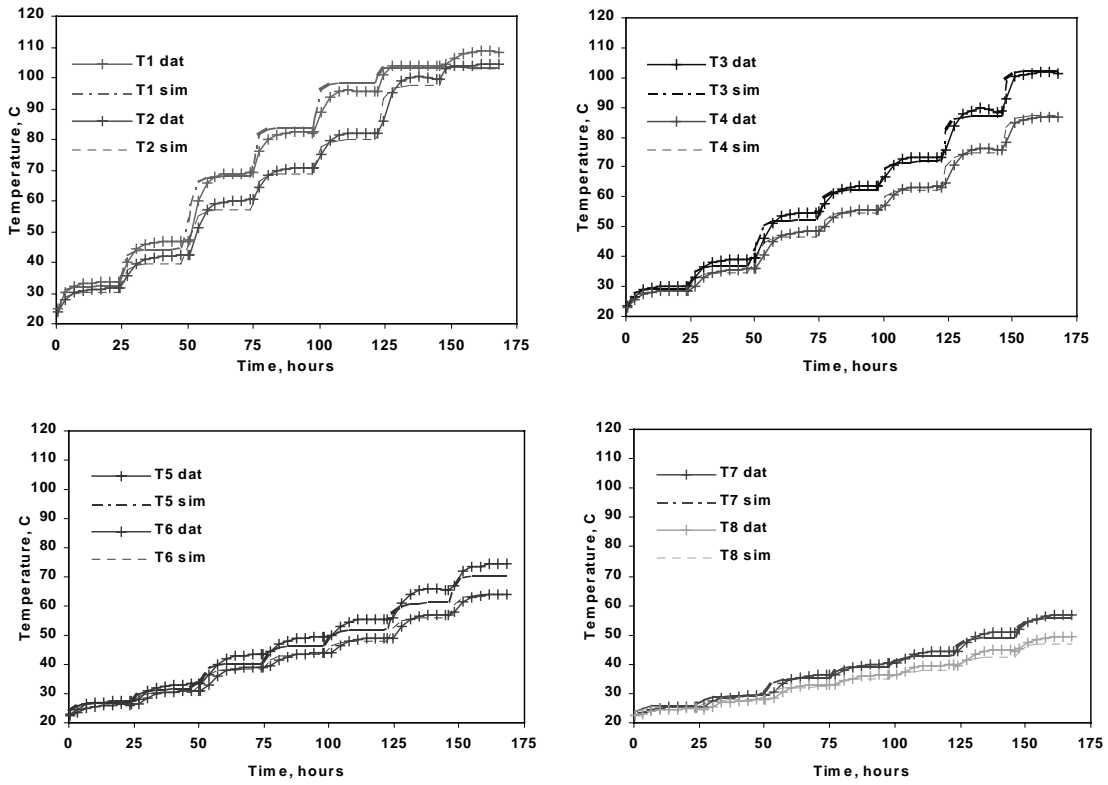 120
110
100
90
80
70
60
50
40
30
20
Temperature, C
T1 dat
T1 sim
T2 dat
T2 sim
0 25 50 75 100 125 150 175
Time, hours
120
110
100
90
80
70
60
50
40
30
20
Temperature, C
T3 dat
T3 sim
T4 dat
T4 sim
0 25 50 75 100 125 150 175
Time, hours
120
110
100
90
80
70
60
50
40
30
20
Temperature, C
T5 dat
T5 sim
T6 dat
T6 sim
0 25 50 75 100 125 150 175
Time, hours
120
110
100
90
80
70
60
50
40
30
20
Temperature, C
T7 dat
T7 sim
T8 dat
T8 sim
0 25 50 75 100 125 150 175
Time, hours